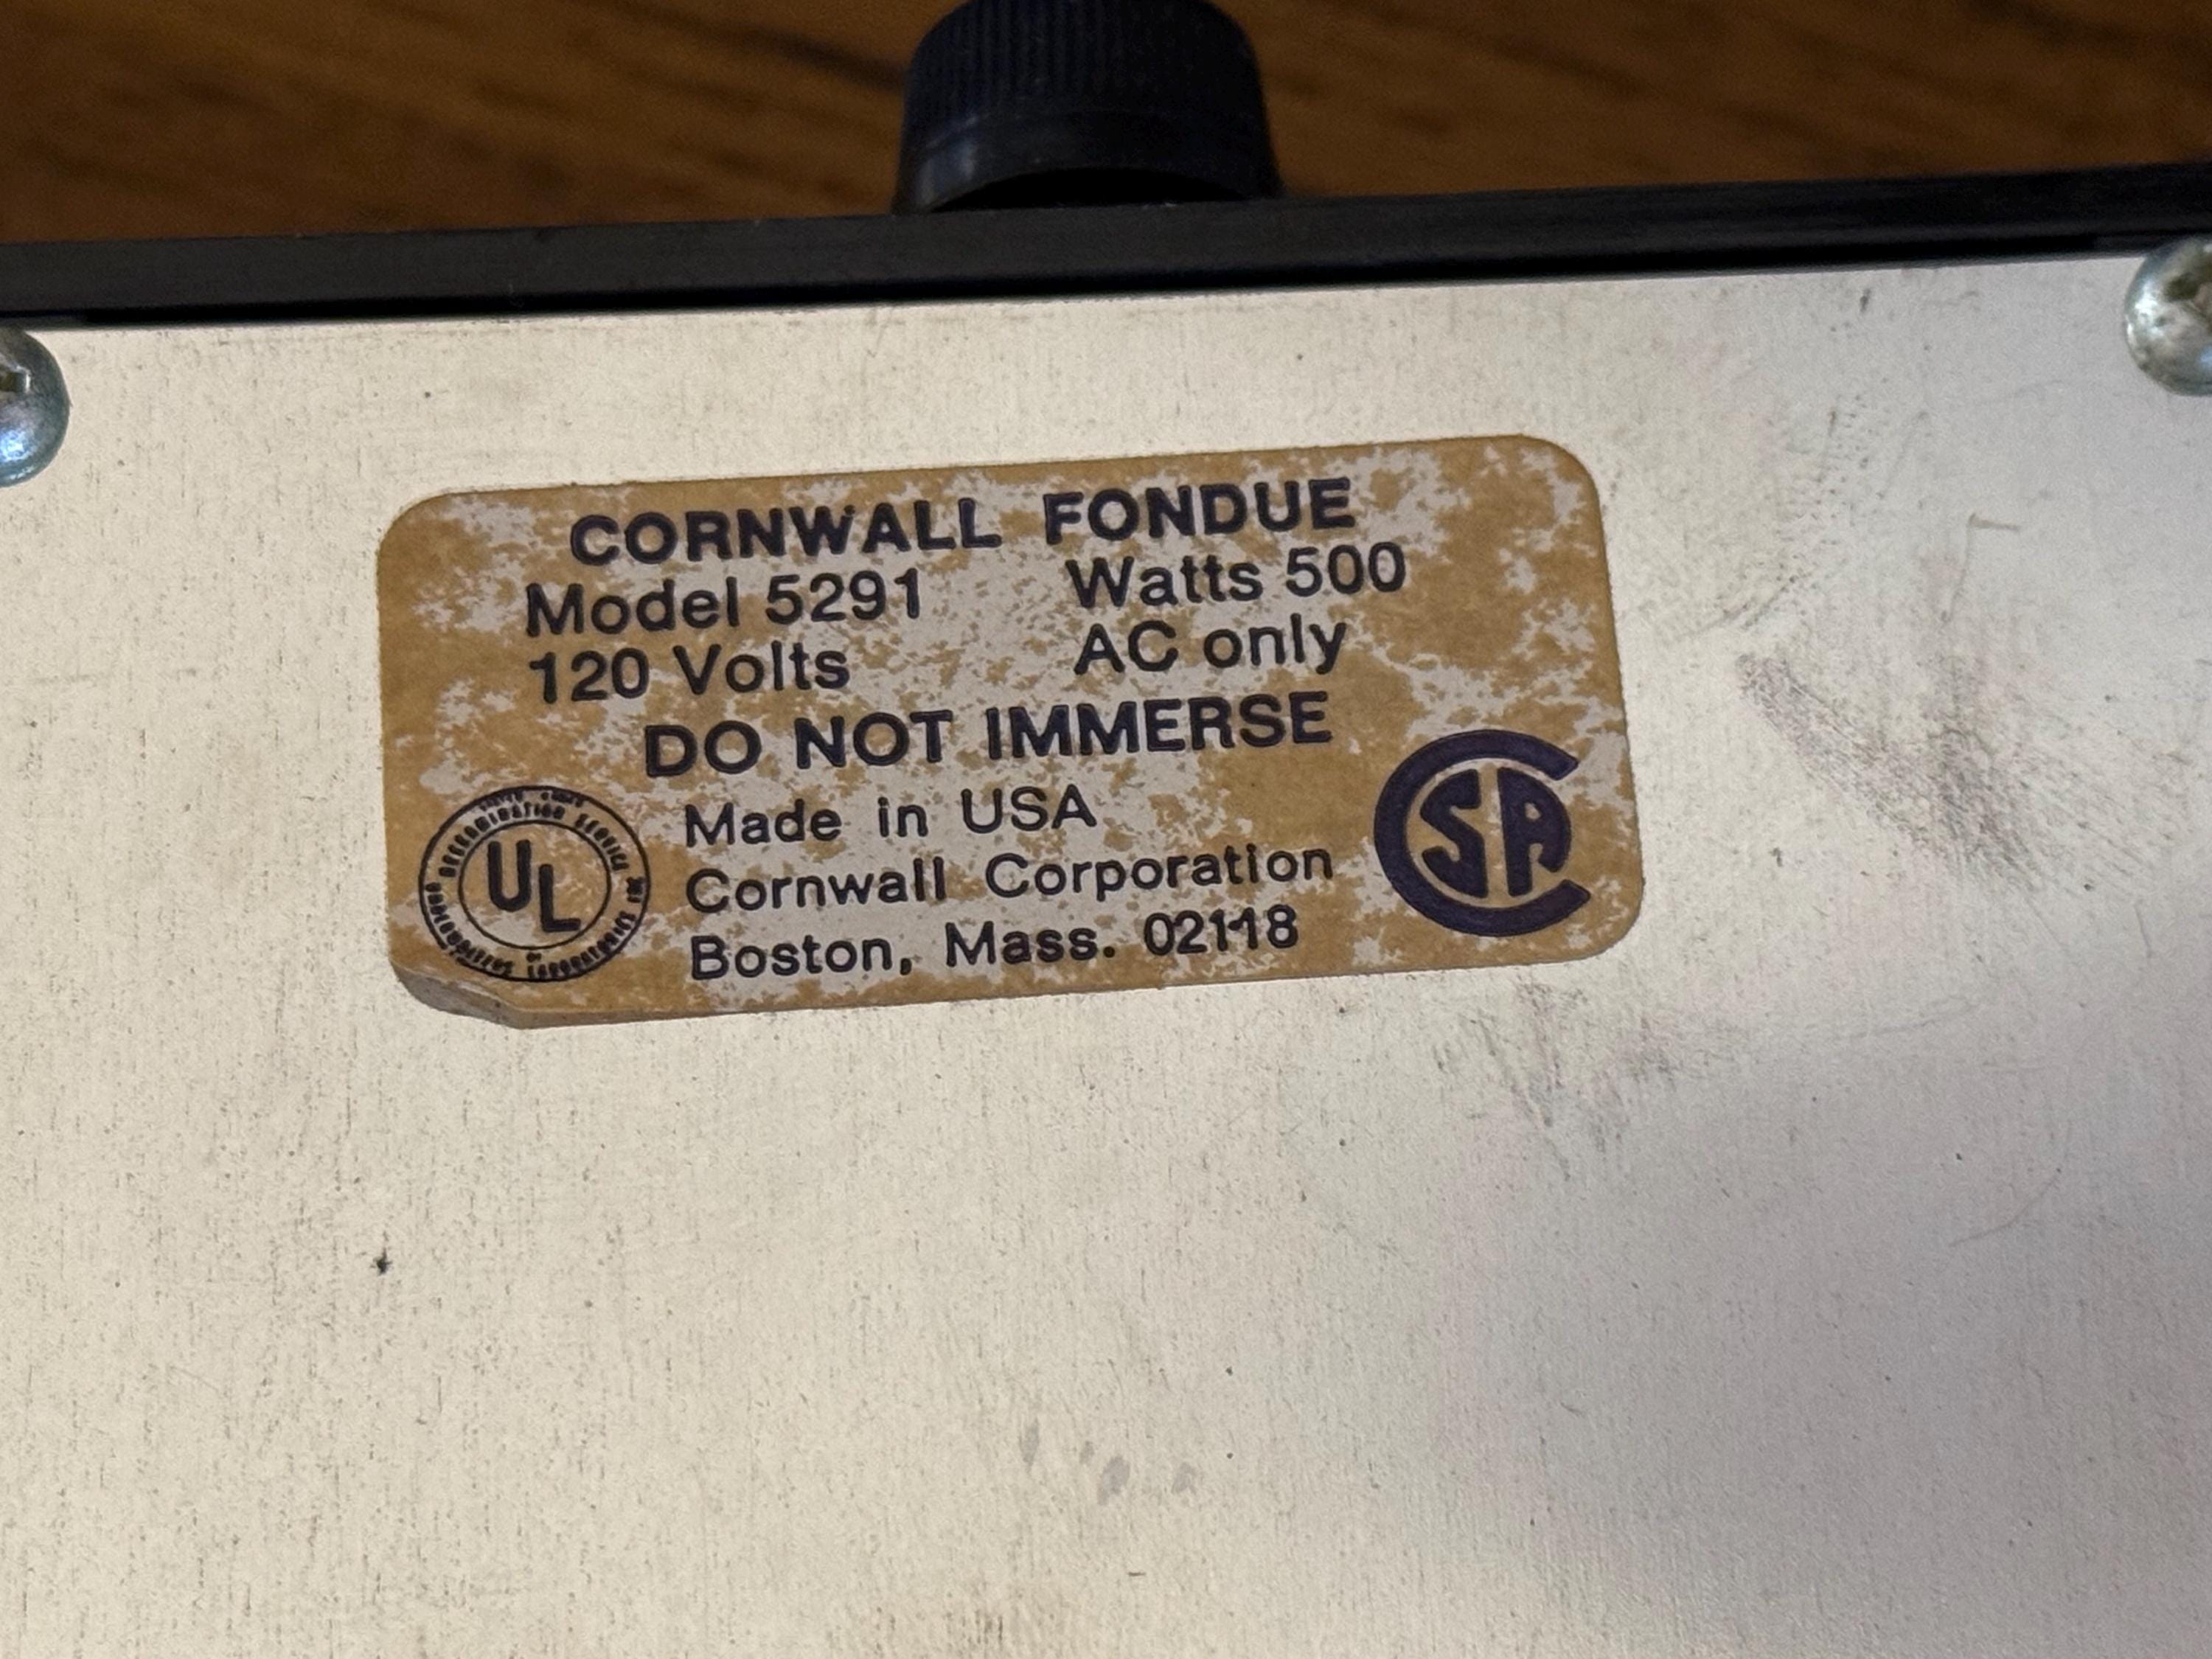 CORNWALL FONDUE
Model 5291 Watts 500
120 Volts AC only
DO NOT IMMERSE
Made in USA
Cornwall Corporation
Boston, Mass. 02118
UL
CSA